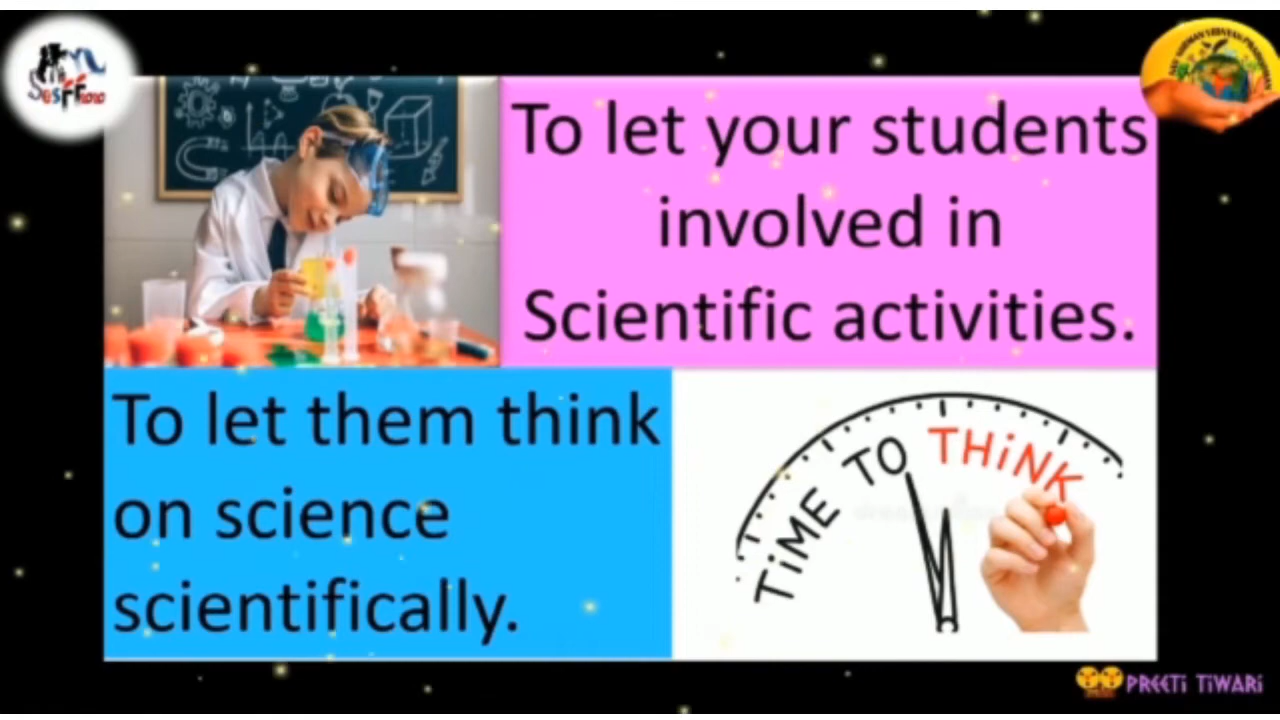 To let your students
involved in
Scientific activities.
To let them think
on science
scientifically.
TiME TO THiNK
PREETI TIWARI